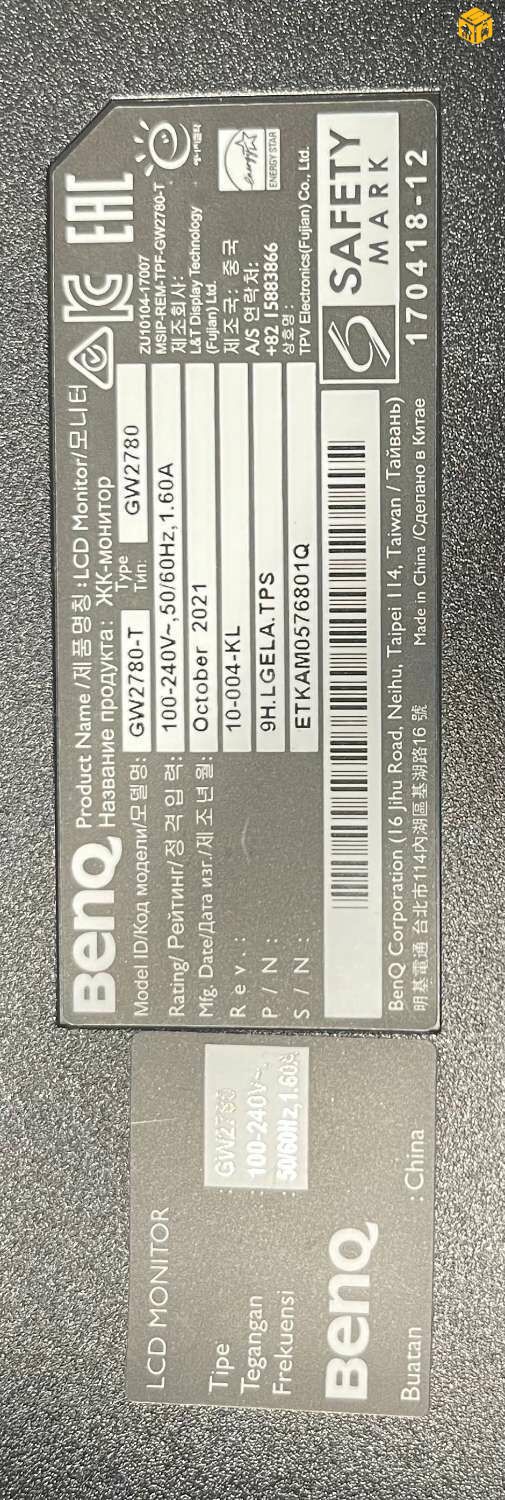 BenQ
Product Name /제품명칭 :LCD Monitor/모니터
Название продукта: ЖК-монитор
Model ID/Код модели/모델명: GW2780-T
Type
Тип: GW2780
Rating/ Рейтинг/ 정격입력: 100-240V~,50/60Hz,1.60A
Mfg. Date/Дата изг./제조년월: October 2021
Rev.: 10-004-KL
P/N: 9H.LGELA.TPS
S/N: ETKAM0576801Q
EAC
ZU10104-17007
MSIP-REM-TPF-GW2780-T
제조회사:
L&T Display Technology
(Fujian) Ltd.
제조국: 중국
A/S 연락처:
+82 15883866
상호명:
TPV Electronics(Fujian) Co., Ltd.
ENERGY STAR
SAFETY
MARK
170418-12
BenQ Corporation (16 Jihu Road, Neihu, Taipei 114, Taiwan / Тайвань)
明基電通 台北市114內湖區基湖路16號 Made in China /Сделано в Китае
LCD MONITOR
Tipe : GW2780
Tegangan : 100-240V~,
Frekuensi : 50/60Hz,1.60A
BenQ
Buatan : China